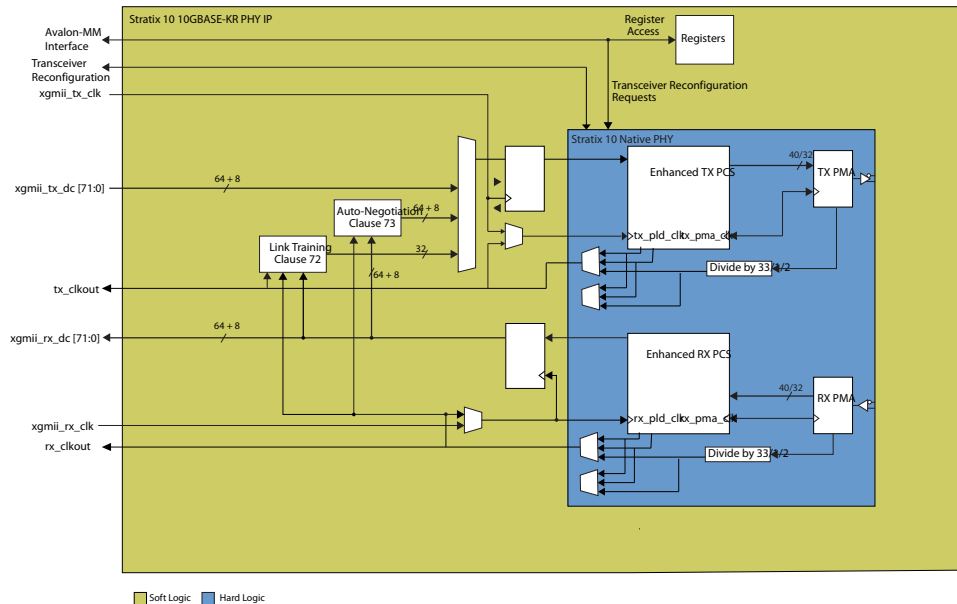 Stratix 10 10GBASE-KR PHY IP
Register
Access
Registers
Avalon-MM
Interface
Transceiver
Reconfiguration
xgmii_tx_clk
Transceiver Reconfiguration
Requests
Stratix 10 Native PHY
40/32
Enhanced TX PCS
TX PMA
xgmii_tx_dc [71:0]
64 + 8
Auto-Negotiation
Clause 73
64 + 8
Link Training
Clause 72
32
64 + 8
tx_pld_clk
tx_pma_clk
Divide by 33/1/2
tx_clkout
xgmii_rx_dc [71:0]
64 + 8
Enhanced RX PCS
40/32
RX PMA
rx_pld_clk
rx_pma_clk
xgmii_rx_clk
rx_clkout
Divide by 33/1/2
Soft Logic
Hard Logic